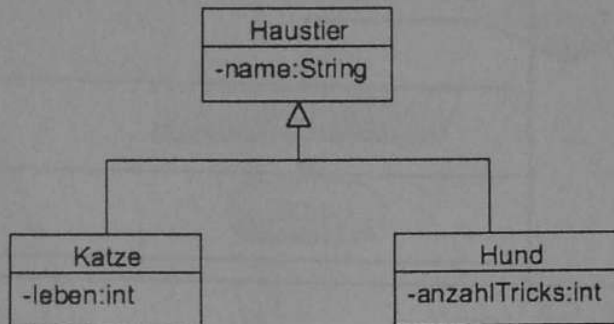 Haustier
-name:String
Katze
-leben:int
Hund
-anzahlTricks:int